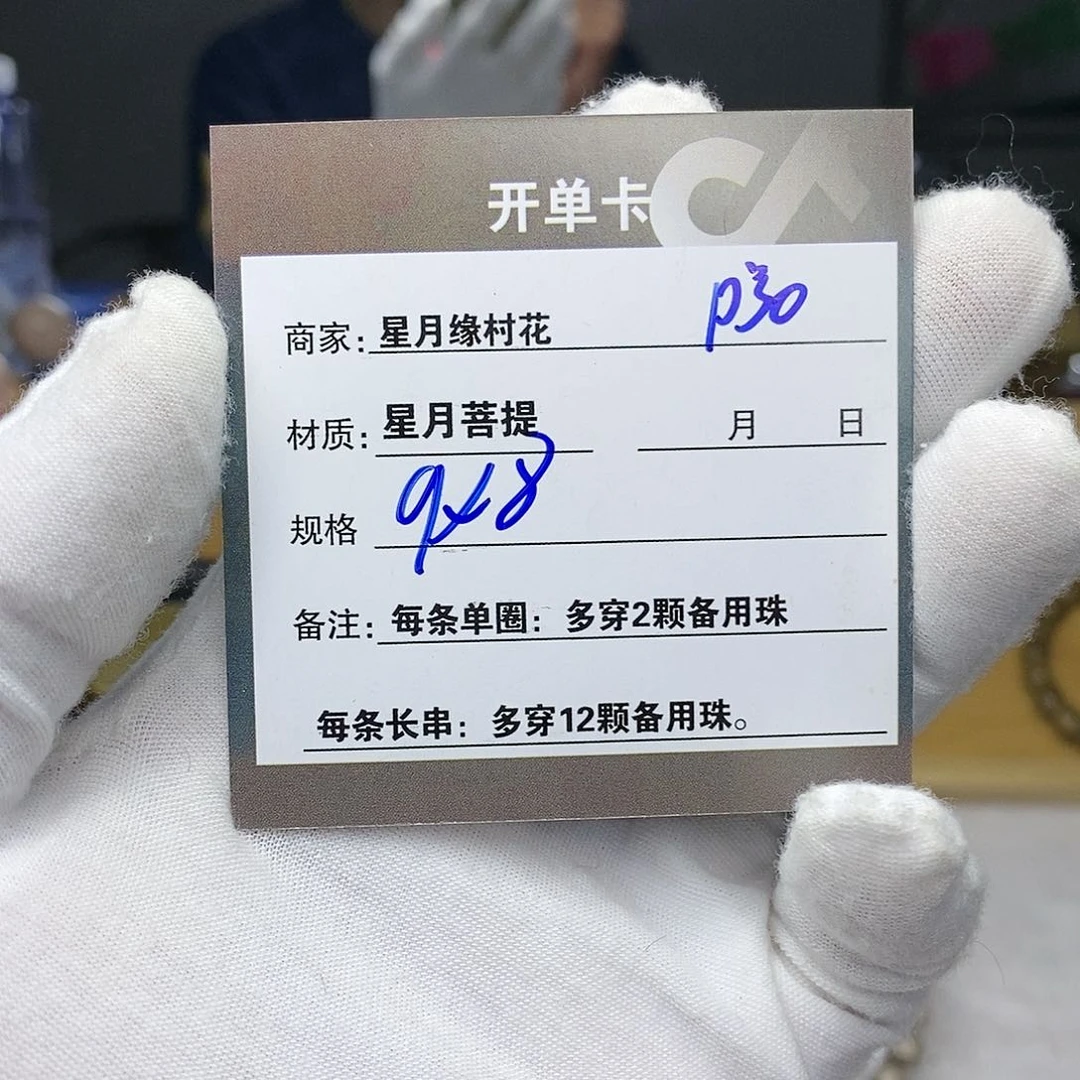 开单卡
商家：星月缘村花 p30
材质：星月菩提 月 日
规格 9x8
备注：每条单圈：多穿2颗备用珠
每条长串：多穿12颗备用珠。